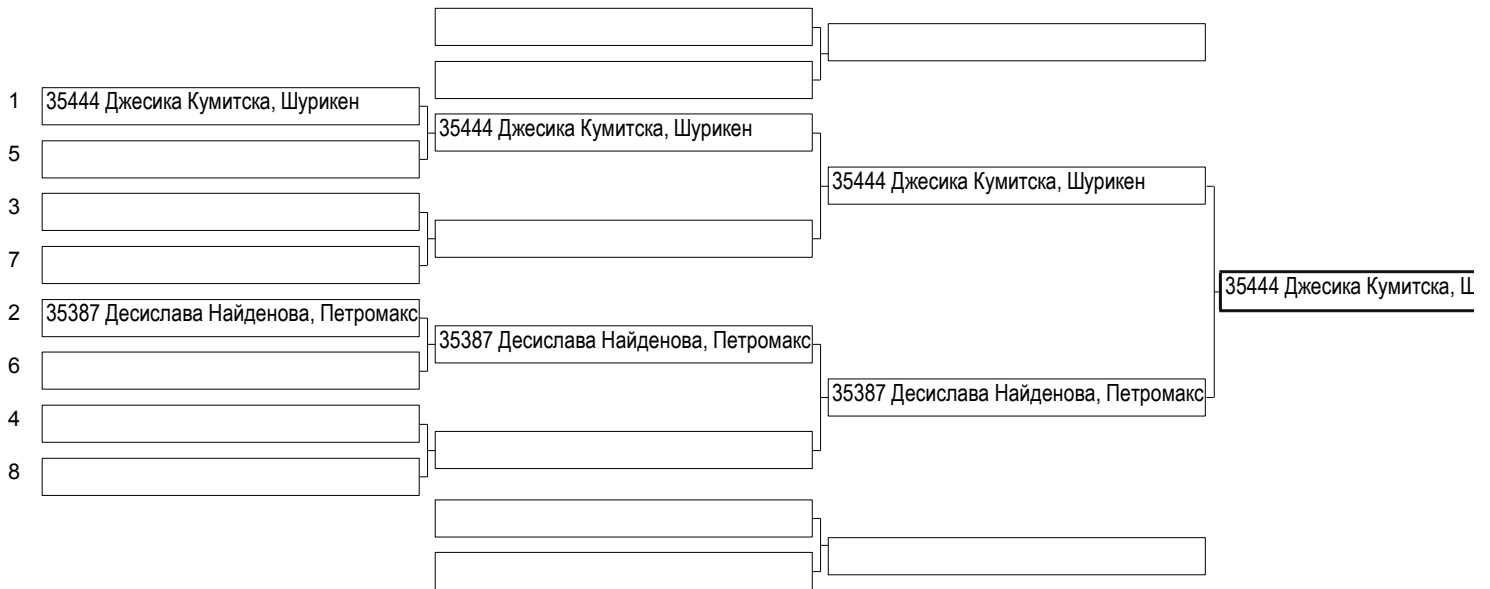 1 35444 Джесика Кумитска, Шурикен
35444 Джесика Кумитска, Шурикен
5
35444 Джесика Кумитска, Шурикен
3
7
35444 Джесика Кумитска,
2 35387 Десислава Найденова, Петромакс
35387 Десислава Найденова, Петромакс
6
35387 Десислава Найденова, Петромакс
4
8